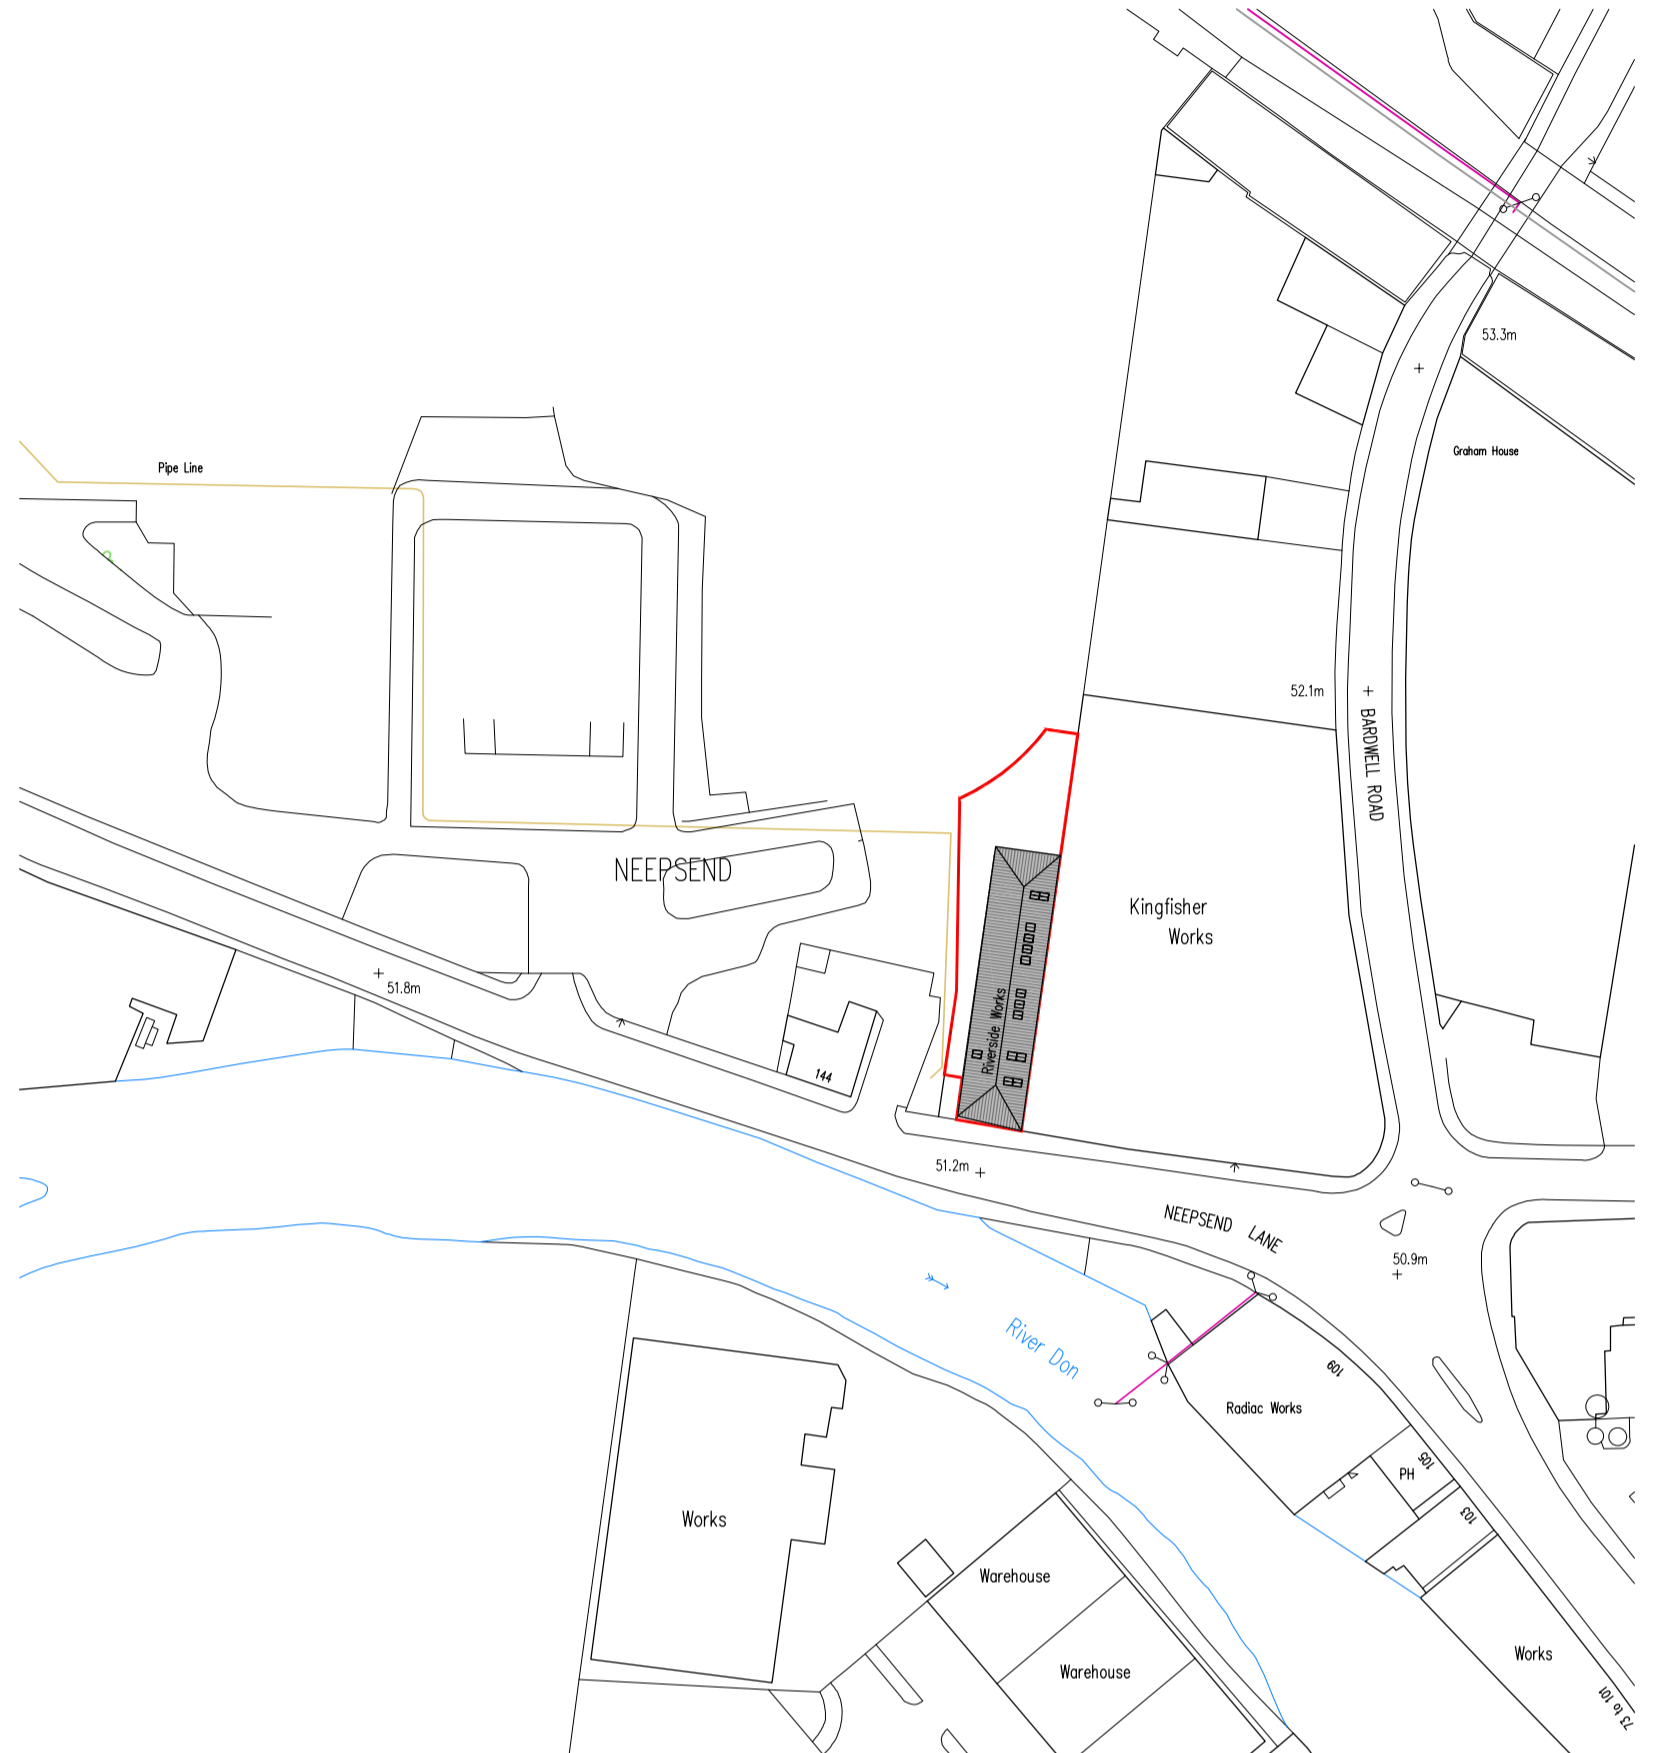 53.3m
Graham House
Pipe Line
52.1m
BARDWELL ROAD
NEEPSEND
Kingfisher
Works
51.8m
Riverside Works
144
51.2m
NEEPSEND LANE
50.9m
River Don
109
Radiac Works
105
PH
103
Works
Warehouse
Warehouse
Works
73 to 101